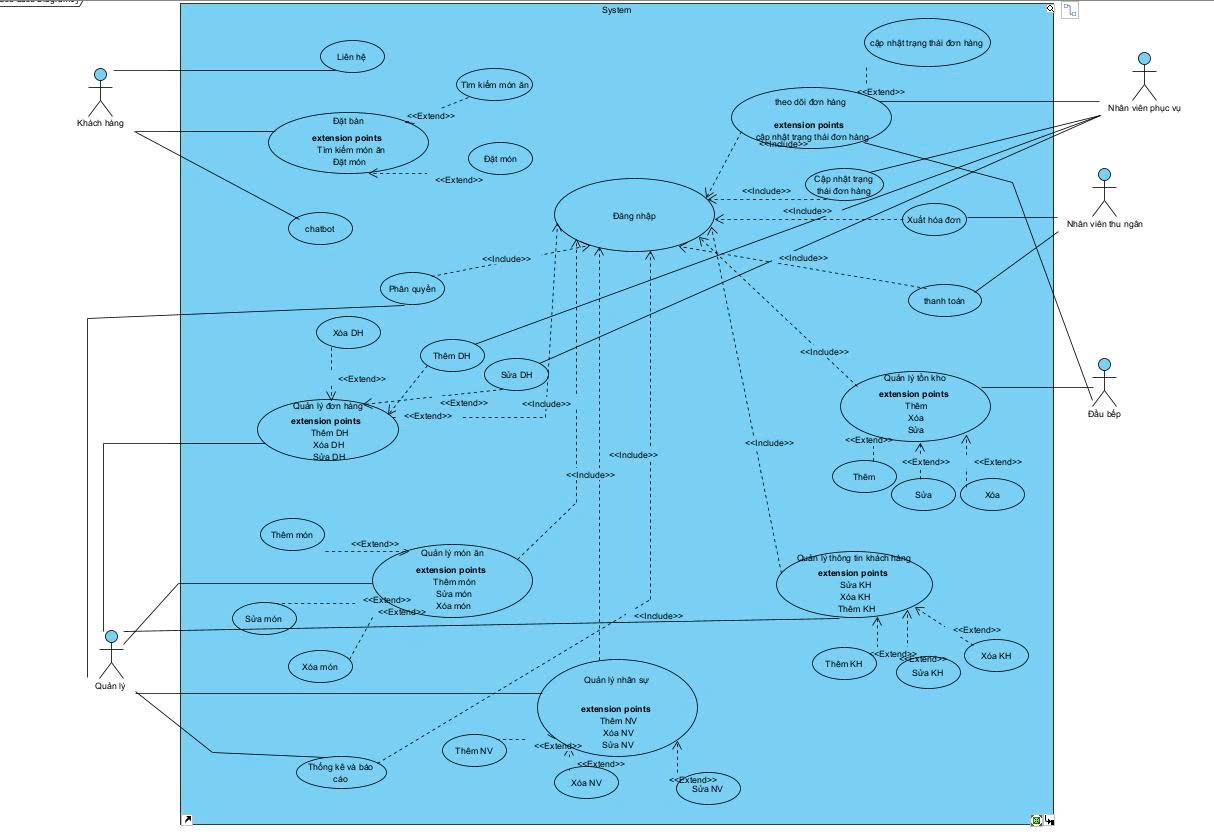 System
Liên hệ
Khách hàng
Tìm kiếm món ăn
<<Extend>>
Đặt bàn
extension points
Tìm kiếm món ăn
Đặt món
Đặt món
<<Extend>>
chatbot
cập nhật trạng thái đơn hàng
<<Extend>>
theo dõi đơn hàng
extension points
cập nhật trạng thái đơn hàng
<<Include>>
Nhân viên phục vụ
Cập nhật trạng
thái đơn hàng
<<Include>>
<<Include>>
Xuất hóa đơn
Nhân viên thu ngân
Đăng nhập
<<Include>>
<<Include>>
Phân quyền
thanh toán
Xóa DH
Thêm DH
Sửa DH
<<Extend>>
<<Extend>>
<<Extend>>
<<Include>>
Quản lý đơn hàng
extension points
Thêm DH
Xóa DH
Sửa DH
<<Include>>
Quản lý tồn kho
extension points
Thêm
Xóa
Sửa
Đầu bếp
<<Extend>>
<<Extend>>
<<Extend>>
Thêm
Sửa
Xóa
<<Include>>
<<Include>>
<<Include>>
Thêm món
<<Extend>>
Quản lý món ăn
extension points
Thêm món
Sửa món
Xóa món
<<Extend>>
<<Extend>>
Sửa món
Xóa món
<<Include>>
Quản lý thông tin khách hàng
extension points
Sửa KH
Xóa KH
Thêm KH
<<Extend>>
<<Extend>>
<<Extend>>
Thêm KH
Sửa KH
Xóa KH
Quản lý
Quản lý nhân sự
extension points
Thêm NV
Xóa NV
Sửa NV
Thêm NV
<<Extend>>
<<Extend>>
<<Extend>>
Xóa NV
Sửa NV
Thống kê và báo
cáo